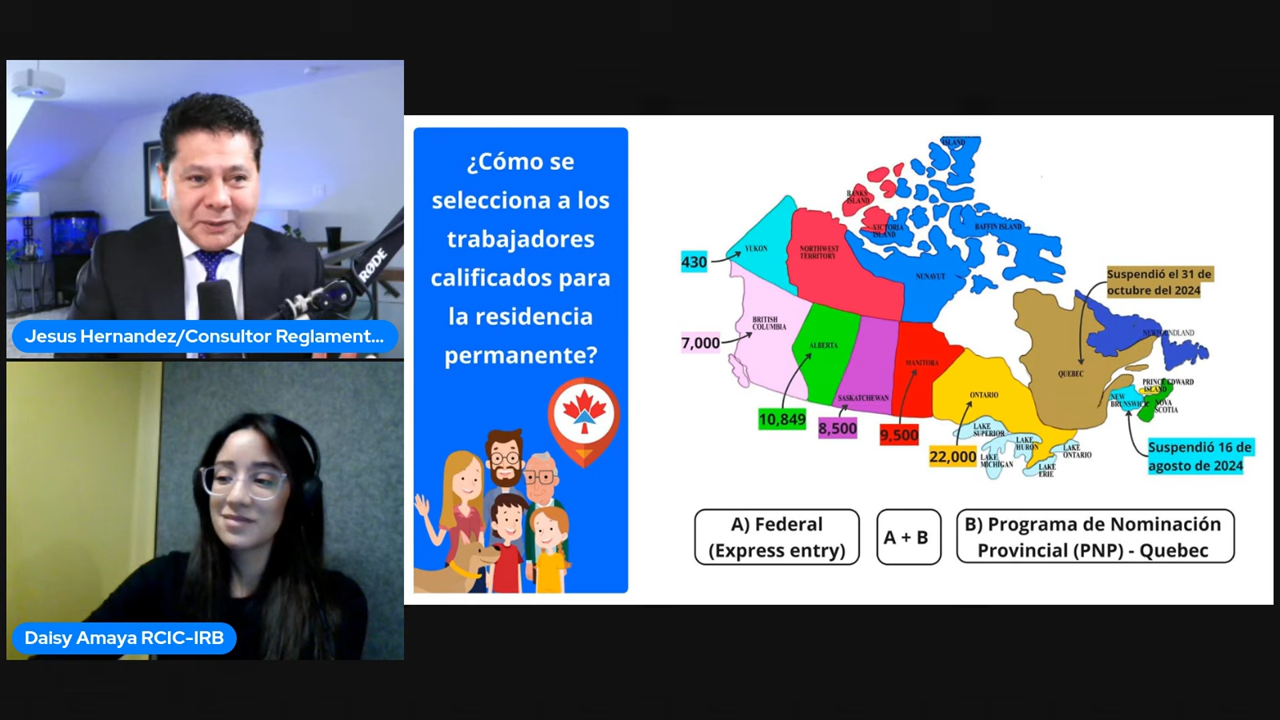 RØDE
Jesus Hernandez/Consultor Reglament...
Daisy Amaya RCIC-IRB
¿Cómo se
selecciona a los
trabajadores
calificados para
la residencia
permanente?
ISLAND
BANKS
ISLAND
VICTORIA
ISLAND
BAFFIN ISLAND
YUKON
NORTHWEST
TERRITORY
NUNAVUT
430
Suspendió el 31 de
octubre del 2024
BRITISH
COLUMBIA
7,000
ALBERTA
MANITOBA
SASKATCHEWAN
ONTARIO
QUEBEC
NEWFOUNDLAND
PRINCE EDWARD
ISLAND
NEW
BRUNSWICK
NOVA
SCOTIA
10,849
8,500
9,500
22,000
LAKE
SUPERIOR
LAKE
MICHIGAN
LAKE
HURON
LAKE
ERIE
LAKE
ONTARIO
Suspendió 16 de
agosto de 2024
A) Federal
(Express entry)
A + B
B) Programa de Nominación
Provincial (PNP) - Quebec